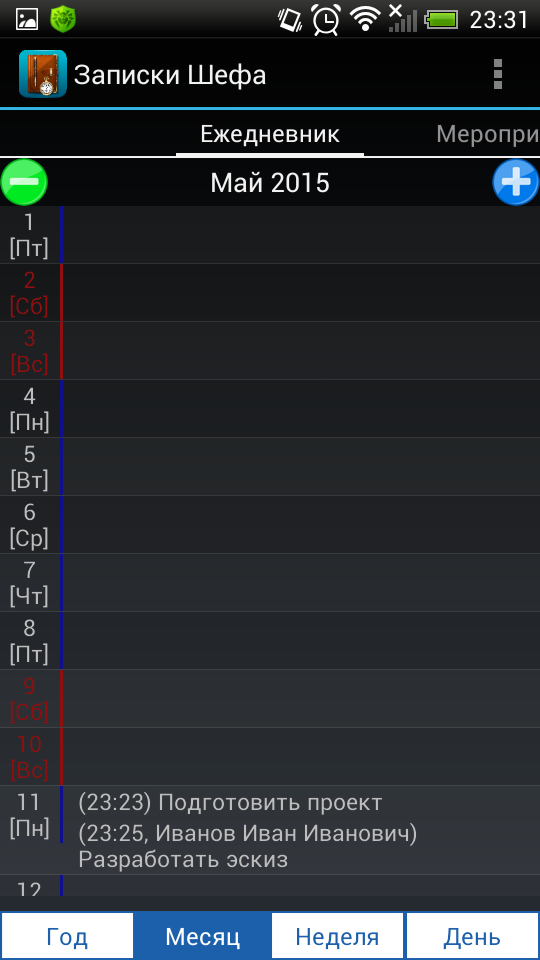 23:31
Записки Шефа
Ежедневник Меропри
Май 2015
1
[Пт]
2
[Сб]
3
[Вс]
4
[Пн]
5
[Вт]
6
[Ср]
7
[Чт]
8
[Пт]
9
[Сб]
10
[Вс]
11
[Пн]
(23:23) Подготовить проект
(23:25, Иванов Иван Иванович)
Разработать эскиз
12
Год Месяц Неделя День